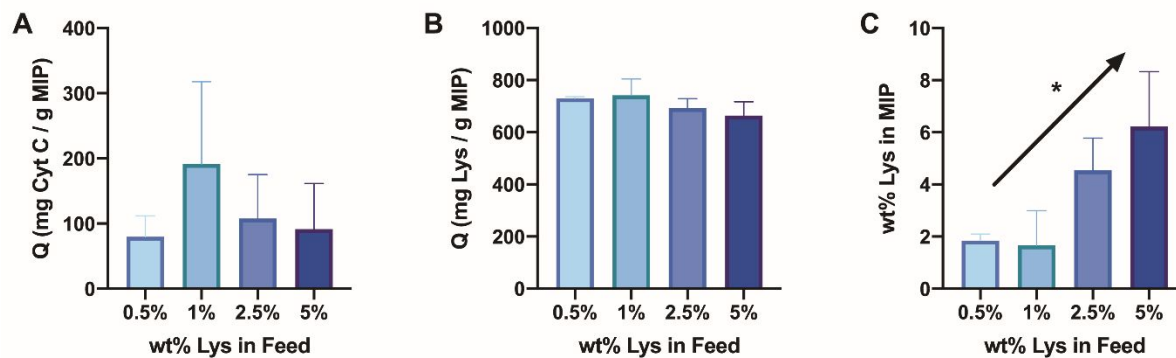 A
Q (mg Cyt C / g MIP)
400
300
200
100
0
0.5% 1% 2.5% 5%
wt% Lys in Feed
B
Q (mg Lys / g MIP)
1000
800
600
400
200
0
0.5% 1% 2.5% 5%
wt% Lys in Feed
C
wt% Lys in MIP
10
8
6
4
2
0
*
0.5% 1% 2.5% 5%
wt% Lys in Feed